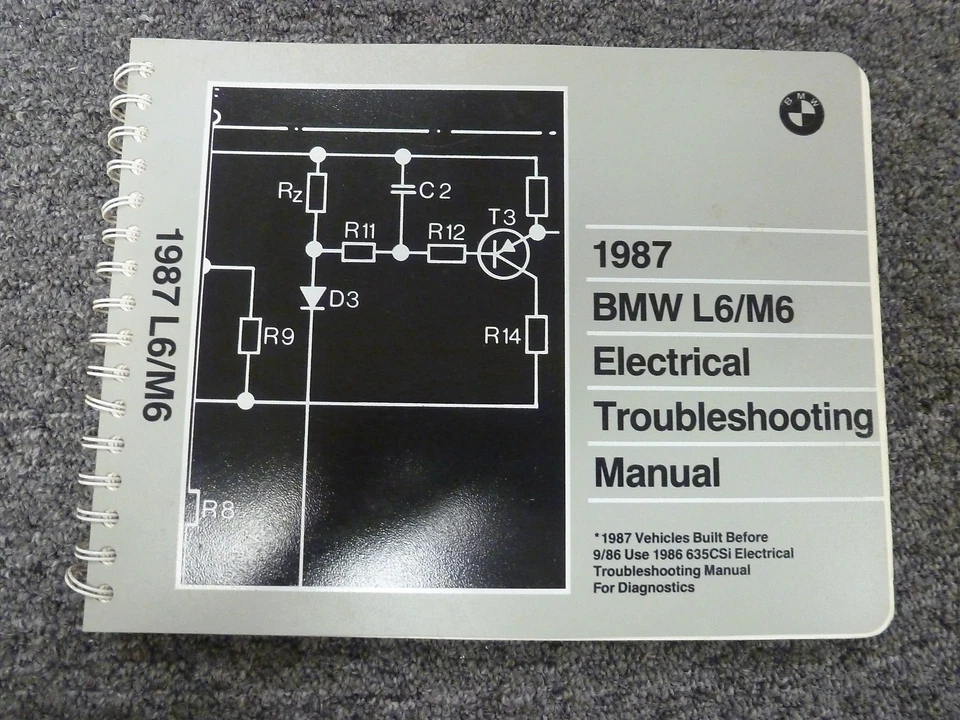 1987 L6/M6
Rz
C2
R11
R12
T3
D3
R9
R14
R8
BMW
1987
BMW L6/M6
Electrical
Troubleshooting
Manual
*1987 Vehicles Built Before
9/86 Use 1986 635CSi Electrical
Troubleshooting Manual
For Diagnostics